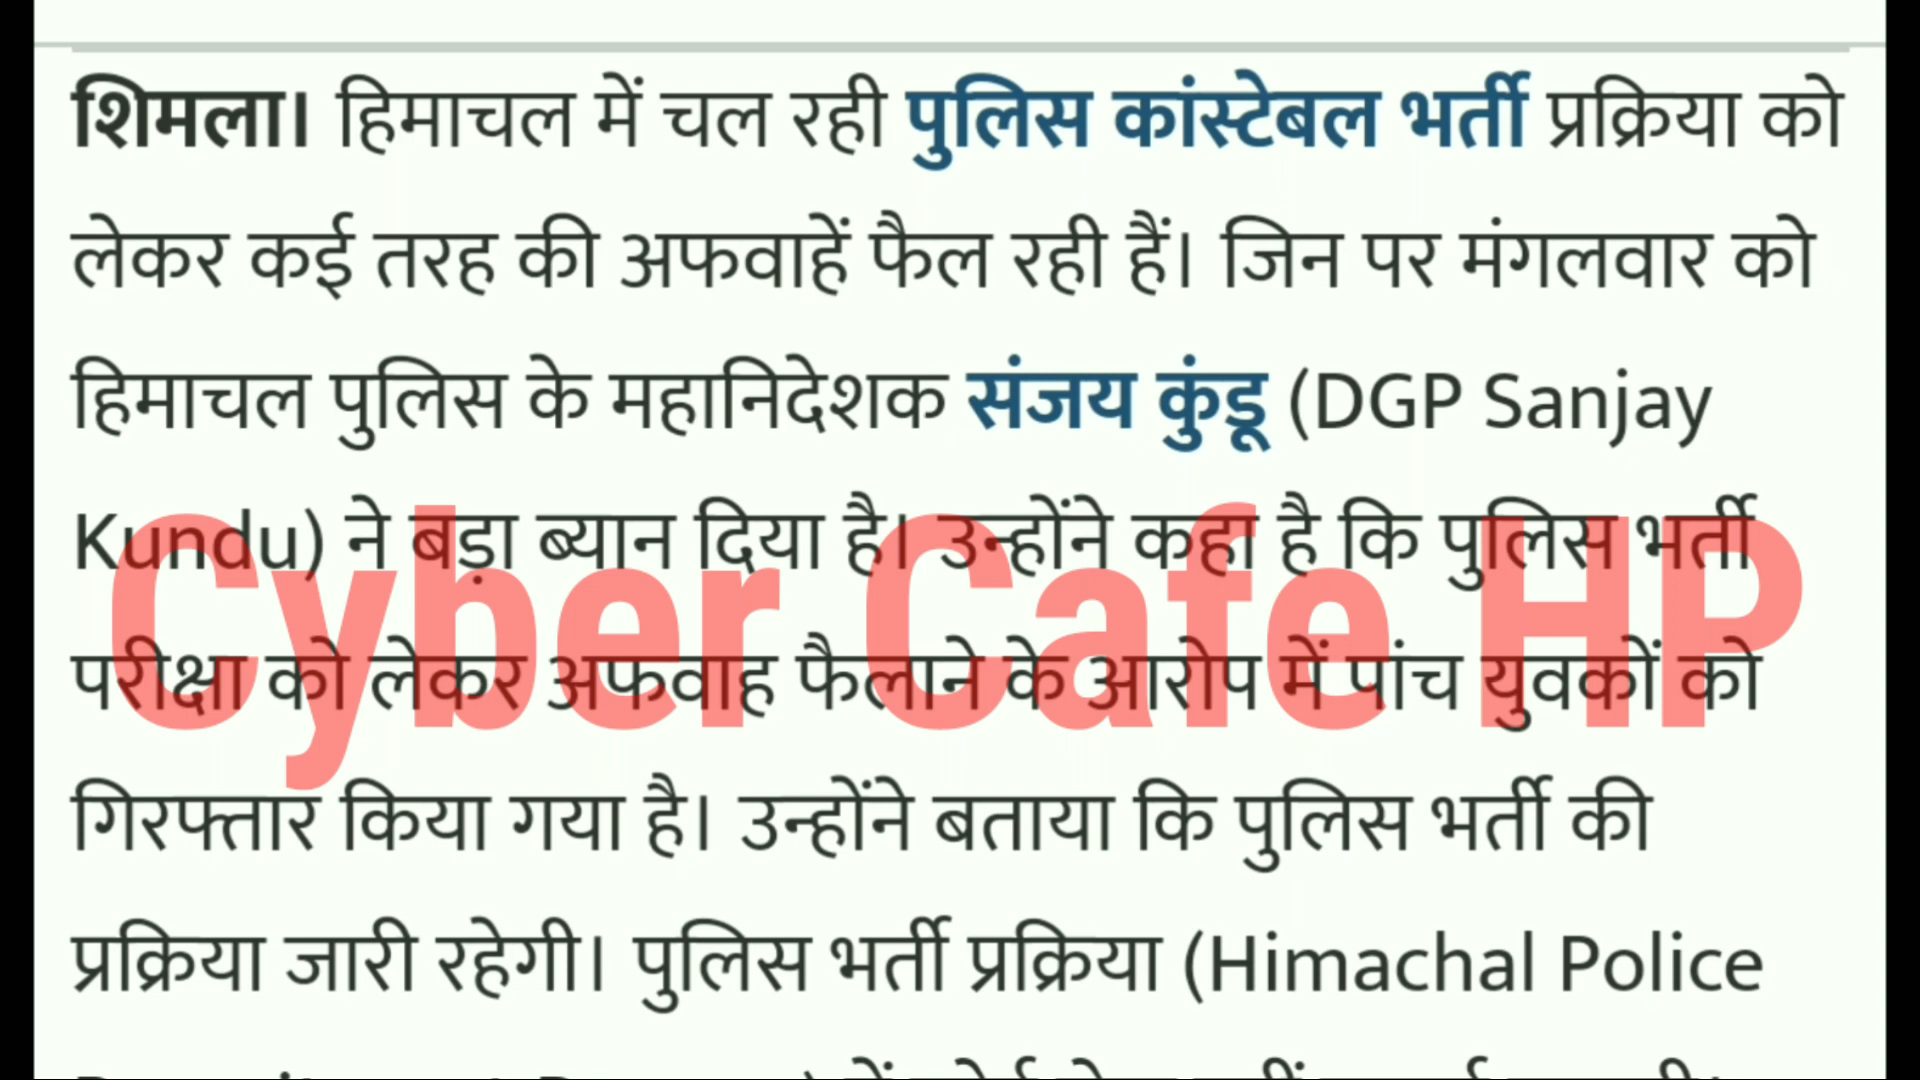 शिमला। हिमाचल में चल रही पुलिस कांस्टेबल भर्ती प्रक्रिया को
लेकर कई तरह की अफवाहें फैल रही हैं। जिन पर मंगलवार को
हिमाचल पुलिस के महानिदेशक संजय कुंडू (DGP Sanjay
Kundu) ने बड़ा ब्यान दिया है। उन्होंने कहा है कि पुलिस भर्ती
Cyber Cafe HP
परीक्षा को लेकर अफवाह फैलाने के आरोप में पांच युवकों को
गिरफ्तार किया गया है। उन्होंने बताया कि पुलिस भर्ती की
प्रक्रिया जारी रहेगी। पुलिस भर्ती प्रक्रिया (Himachal Police